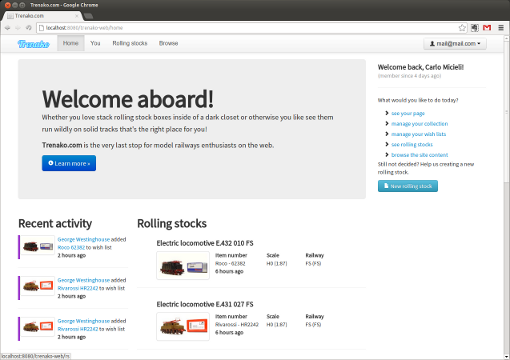 Trenako.com - Google Chrome
Trenako.com
localhost:8080/trenako-web/home
Trenako
Home
You
Rolling stocks
Browse
mail@mail.com
Welcome aboard!
Whether you love stack rolling stock boxes inside of a dark closet or otherwise you like see them
run wildly on solid tracks that's the right place for you!
Trenako.com is the very last stop for model railways enthusiasts on the web.
Learn more »
Welcome back, Carlo Micieli!
(member since 4 days ago)
What would you like to do today?
see your page
manage your collection
manage your wish lists
see rolling stocks
browse the site content
Still not decided? Help us creating a new
rolling stock.
New rolling stock
Recent activity
George Westinghouse added
Roco 62382 to wish list
2 hours ago
George Westinghouse added
Rivarossi HR2242 to wish list
2 hours ago
George Westinghouse added
Rivarossi HR2242 to wish list
2 hours ago
Rolling stocks
Electric locomotive E.432 010 FS
Item number
Scale
Railway
Roco - 62382
H0 (1:87)
FS (FS)
6 hours ago
Electric locomotive E.431 027 FS
Item number
Scale
Railway
Rivarossi - HR2242
H0 (1:87)
FS (FS)
6 hours ago
localhost:8080/trenako-web/rs